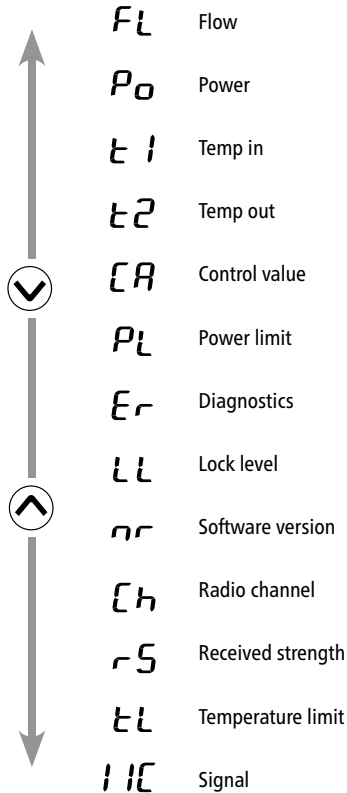 FL Flow
Po Power
t1 Temp in
t2 Temp out
CA Control value
PL Power limit
Er Diagnostics
LL Lock level
nr Software version
Ch Radio channel
rS Received strength
tL Temperature limit
11C Signal